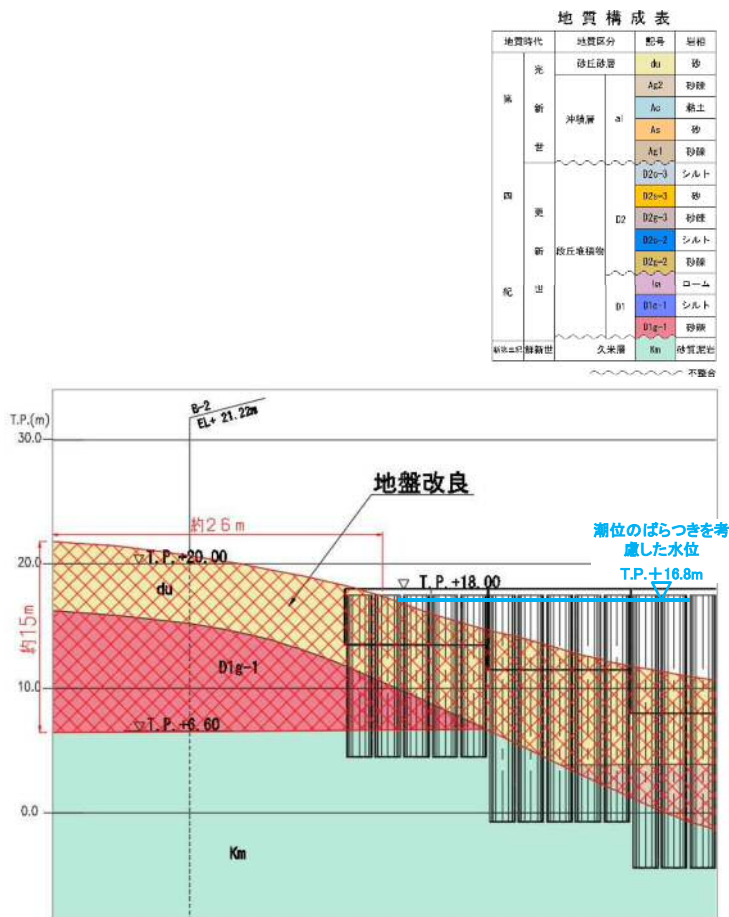 地質構成表
地質時代 地質区分 記号 岩相
第四紀 完新世 砂丘砂層 du 砂
沖積層 al Ag2 砂礫
Ac 粘土
As 砂
Ag1 砂礫
更新世 段丘堆積物 D2 D2c-3 シルト
D2s-3 砂
D2g-3 砂礫
D2c-2 シルト
D2g-2 砂礫
D1 lm ローム
D1c-1 シルト
D1g-1 砂礫
新第三紀 鮮新世 久米層 Km 砂質泥岩
不整合
T.P.(m)
B-2
EL+ 21.22m
30.0
地盤改良
約26m
潮位のばらつきを考
慮した水位
T.P.+16.8m
20.0
▽T.P.+20.00
du
▽ T.P.+18.00
約15m
D1g-1
10.0
▽T.P.+6.60
0.0
Km